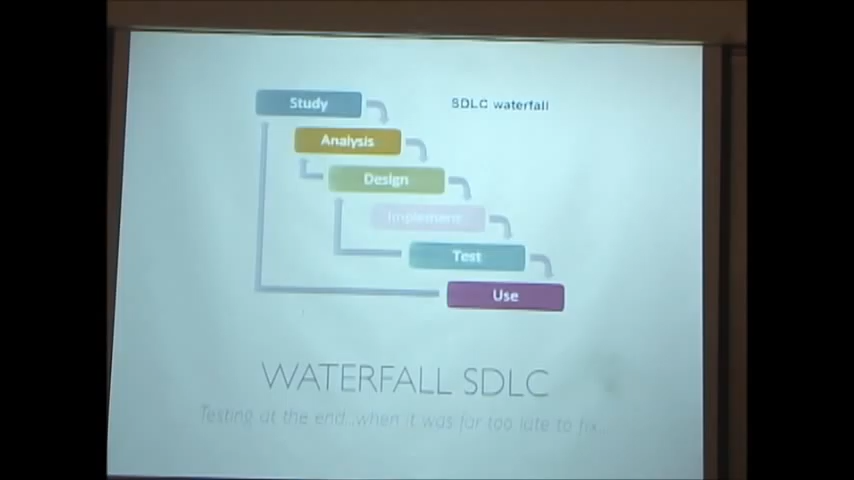 Study
SDLC waterfall
Analysis
Design
Implement
Test
Use
WATERFALL SDLC
Testing at the end...when it was far too late to fix...